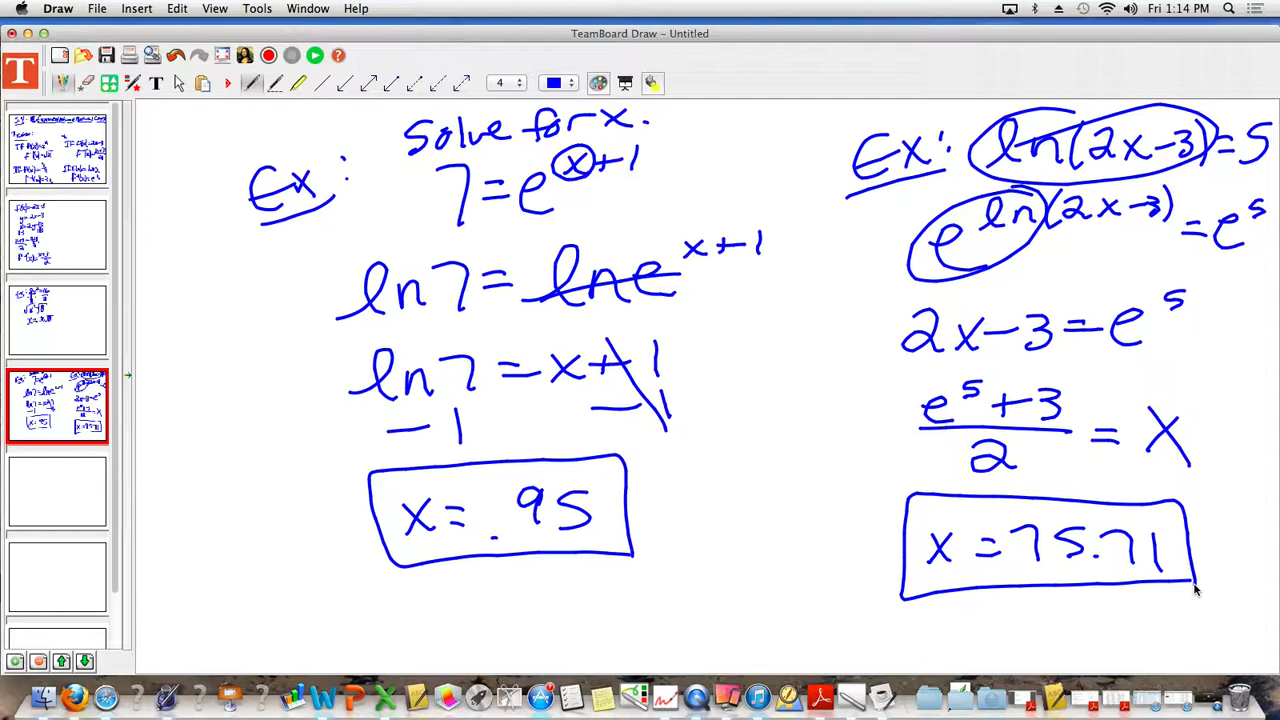 Draw File Edit View Tools Window Help
Fri 1:14 PM
TeamBoard Draw – Untitled
T
T
4
Solve for x.
Ex:
7 = e^{x+1}
ln 7 = ln e^{x+1}
ln 7 = x + 1
- 1 - 1
x = .95
Ex: ln(2x-3) = 5
e^{ln(2x-3)} = e^5
2x - 3 = e^5
\frac{e^5 + 3}{2} = x
x = 75.71